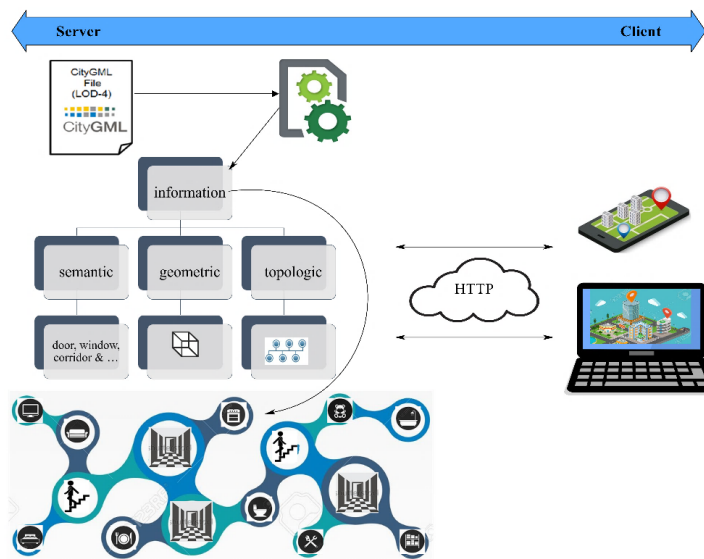 Server
Client
CityGML
File
(LOD-4)
CityGML
information
semantic
geometric
topologic
door, window,
corridor & ...
HTTP